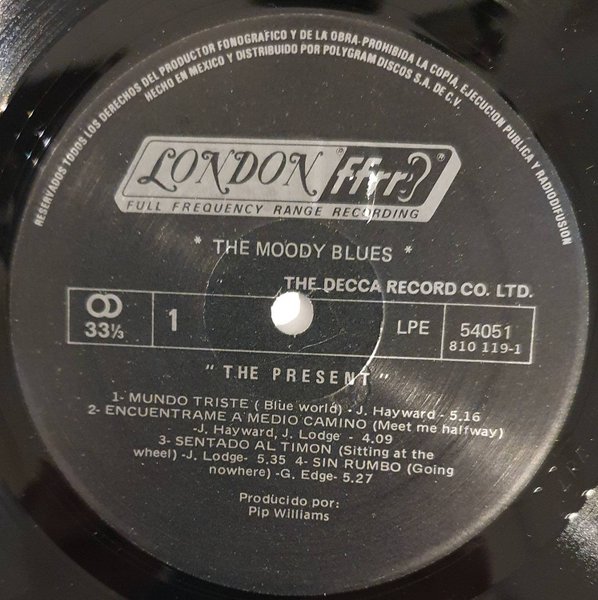 RESERVADOS TODOS LOS DERECHOS DEL PRODUCTOR FONOGRAFICO Y DE LA OBRA-PROHIBIDA LA COPIA, EJECUCION PUBLICA Y RADIODIFUSION
HECHO EN MEXICO Y DISTRIBUIDO POR POLYGRAM DISCOS S.A. DE C.V.
LONDON "ffrr"
FULL FREQUENCY RANGE RECORDING
* THE MOODY BLUES *
THE DECCA RECORD CO. LTD.
33⅓ 1 LPE 54051
810 119-1
"THE PRESENT"
1- MUNDO TRISTE ( Blue world) - J. Hayward - 5.16
2- ENCUENTRAME A MEDIO CAMINO (Meet me halfway)
-J. Hayward, J. Lodge - 4.09
3- SENTADO AL TIMON (Sitting at the
wheel) -J. Lodge- 5.35 4- SIN RUMBO (Going
nowhere) -G. Edge- 5.27
Producido por:
Pip Williams